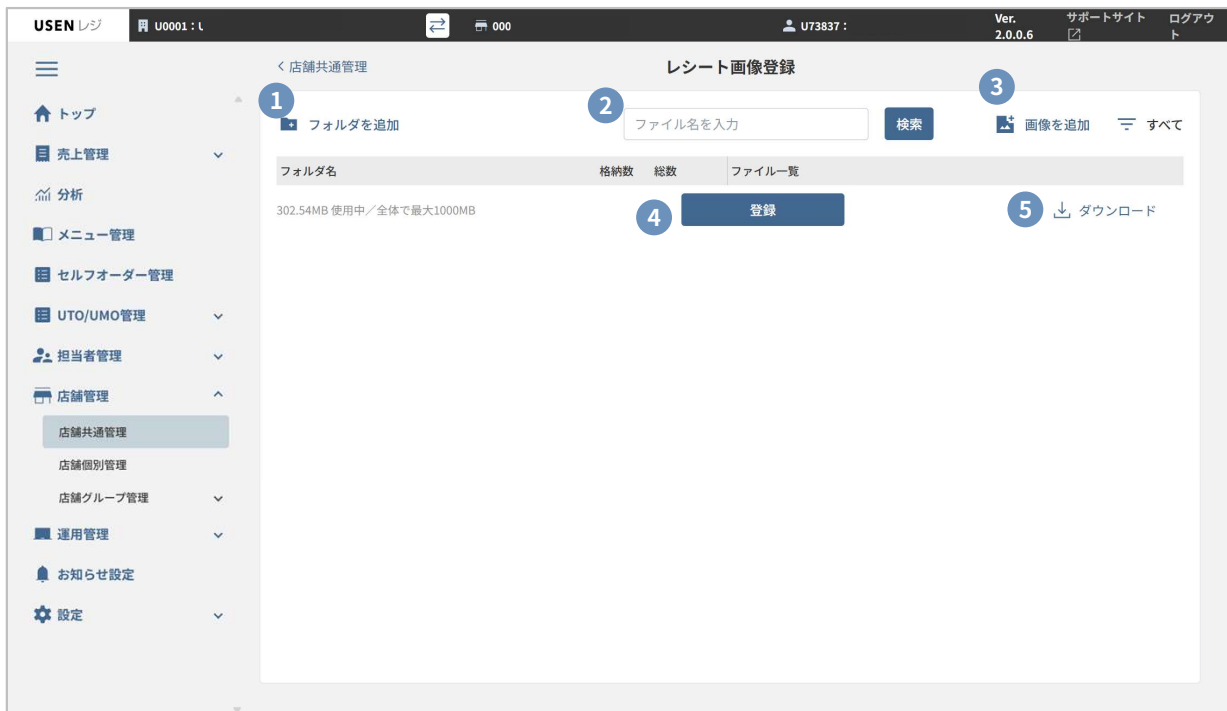 USEN レジ
U0001 : U
000
U73837 :
Ver.
2.0.0.6
サポートサイト
ログアウ
ト
< 店舗共通管理
レシート画像登録
トップ
売上管理
分析
メニュー管理
セルフオーダー管理
UTO/UMO管理
担当者管理
店舗管理
店舗共通管理
店舗個別管理
店舗グループ管理
運用管理
お知らせ設定
設定
1
フォルダを追加
2
ファイル名を入力
検索
3
画像を追加
すべて
フォルダ名
格納数
総数
ファイル一覧
302.54MB 使用中／全体で最大1000MB
4
登録
5
ダウンロード